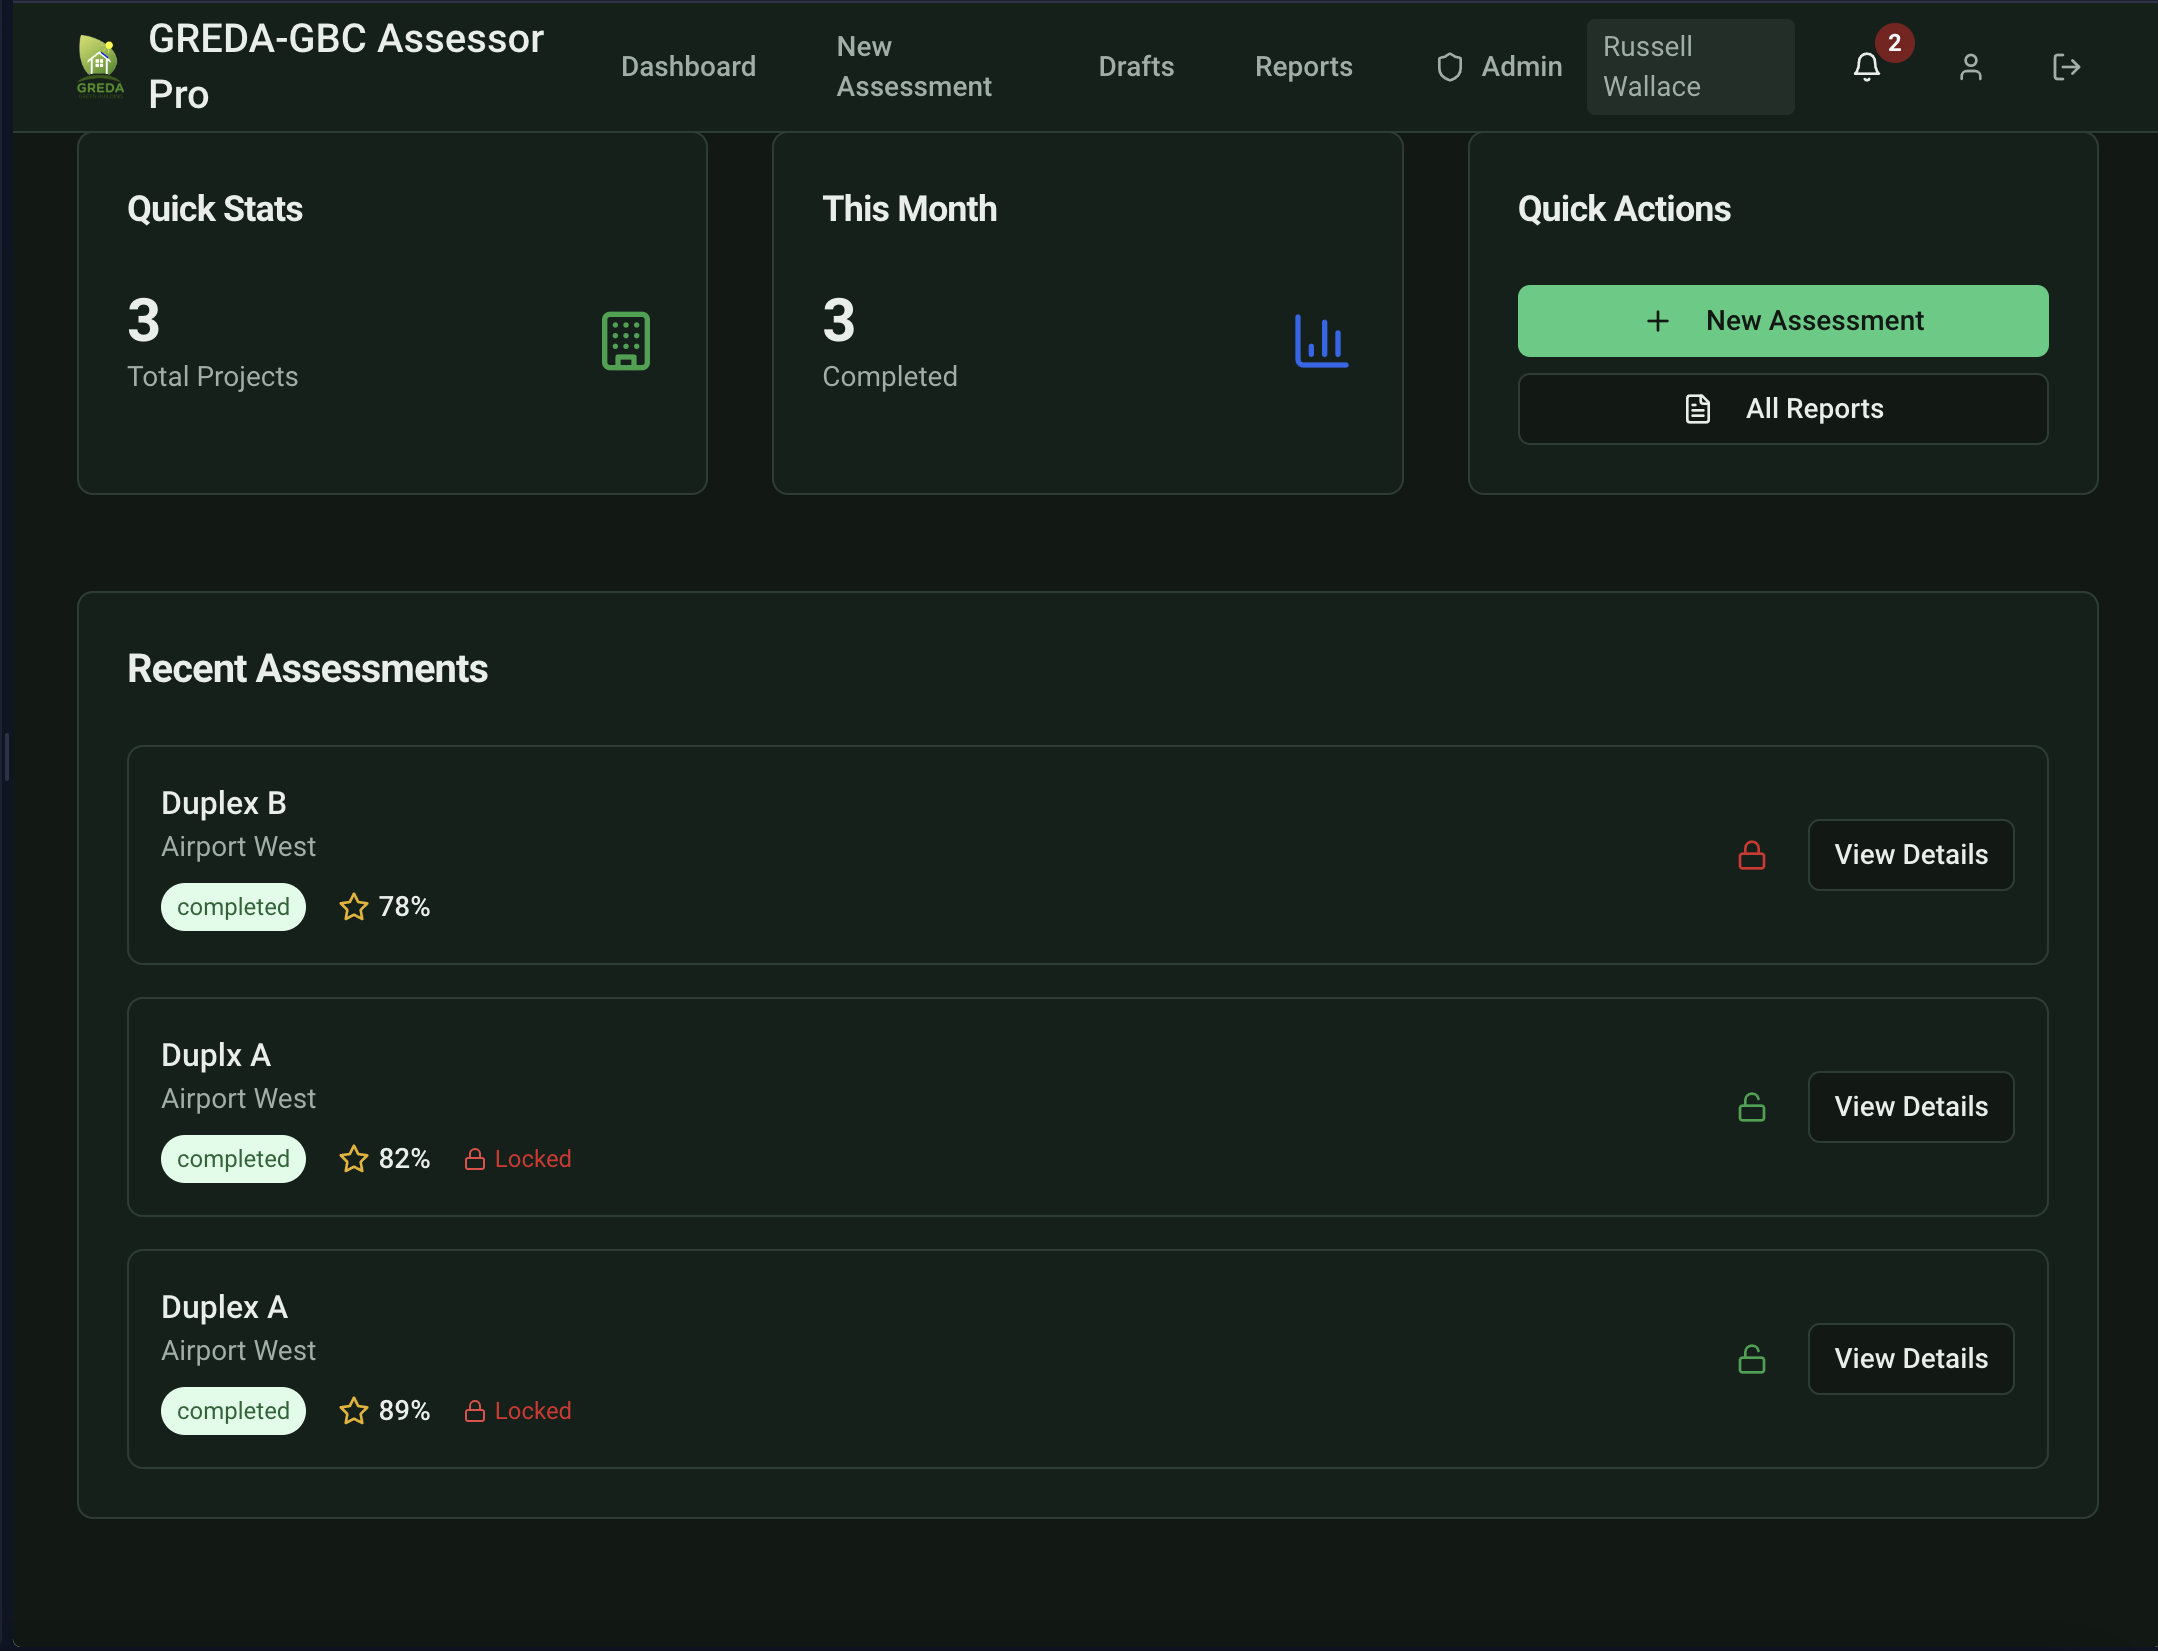 GREDA-GBC Assessor
Pro
GREDA
Dashboard
New
Assessment
Drafts
Reports
Admin
Russell
Wallace
2
Quick Stats
3
Total Projects
This Month
3
Completed
Quick Actions
New Assessment
All Reports
Recent Assessments
Duplex B
Airport West
completed
78%
View Details
Duplx A
Airport West
completed
82%
Locked
View Details
Duplex A
Airport West
completed
89%
Locked
View Details